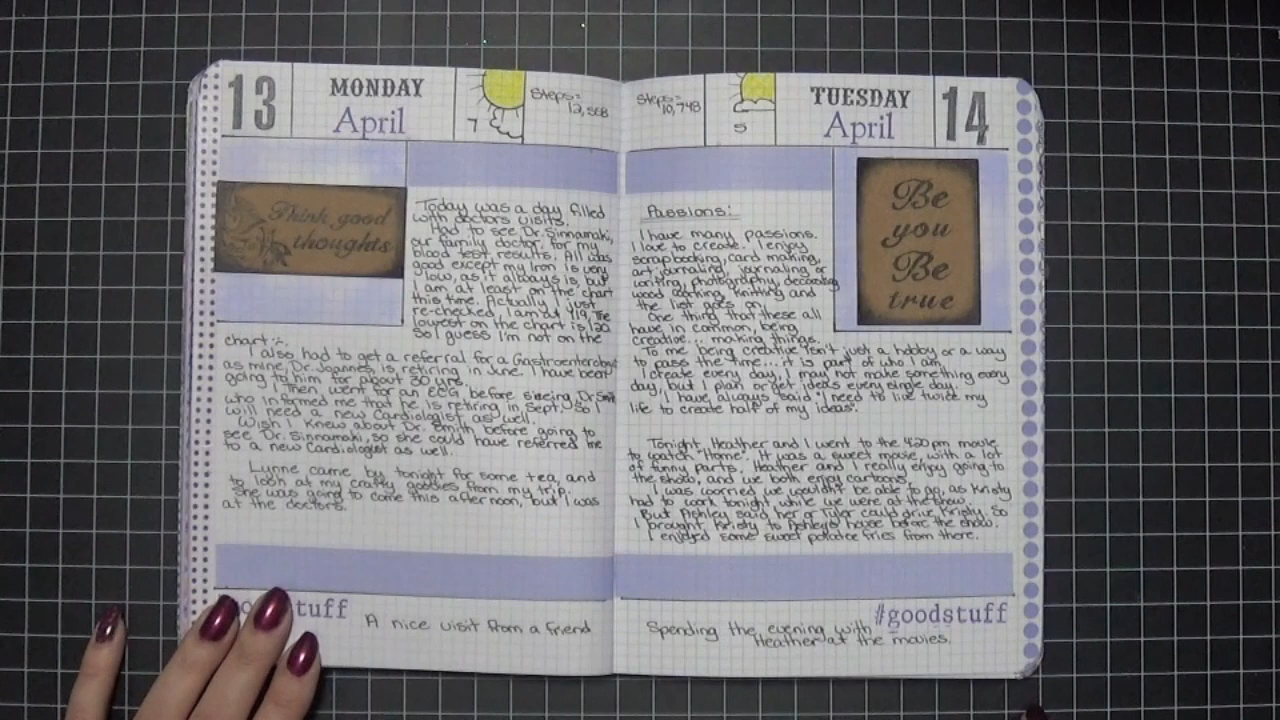 13
MONDAY
April
7
Steps=
12,508
Think good
thoughts
Today was a day filled
with doctors visits.
Had to see Dr. Sinnamaki,
our family doctor, for my
blood test results. All was
good except my Iron is very
low, as it allways is, but
I am at least on the chart
this time. Actually I just
re-checked, I am at 419, The
lowest on the chart is 120.
So I guess I'm not on the
chart
I also had to get a referral for a
as mine, Dr. Joannes, is retiring in June. I have been
going to him for about 30 yrs.
Then went for an ECG before seeing Dr Smith
who informed me that he is retiring in Sept. So I
will need a new Cardiologist as well.
Wish I knew about Dr. Smith before going to
see Dr. Sinnamaki, so she could have referred me
to a new Cardiologist as well.
Lynne came by tonight for some tea, and
to look at my crafty goodies from my trip.
She was going to come this afternoon, but I was
at the doctors.
tuff
A nice visit from a friend
Steps=
10,748
5
TUESDAY
April
14
Be
you
Be
true
Passions:
I have many passions.
I love to create. I enjoy
scrapbooking, card making,
art journaling, journaling or
writing, photography, decorating
wood working, knitting and
the list goes on.
One thing that these all
have in common, being
creative... making things.
To me being creative isn't just a hobby or a way
to pass the time... it is part of who I am.
I create every day. I may not make something every
day, but I plan or get ideas every single day.
I have always said "I need to live twice my
life to create half of my ideas".
Tonight, Heather and I went to the 4:20 pm movie
to watch "Home". It was a sweet movie, with a lot
of funny parts. Heather and I really enjoy going to
the show, and we both enjoy cartoons.
I was worried we wouldn't be able to go, as Kristy
had to work tonight while we were at the show.
But Ashley said her or Tyler could drive Kristy. So
I brought Kristy to Ashley's house before the show.
I enjoyed some sweet potatoe fries from there.
#goodstuff
Spending the evening with
Heather at the movies.